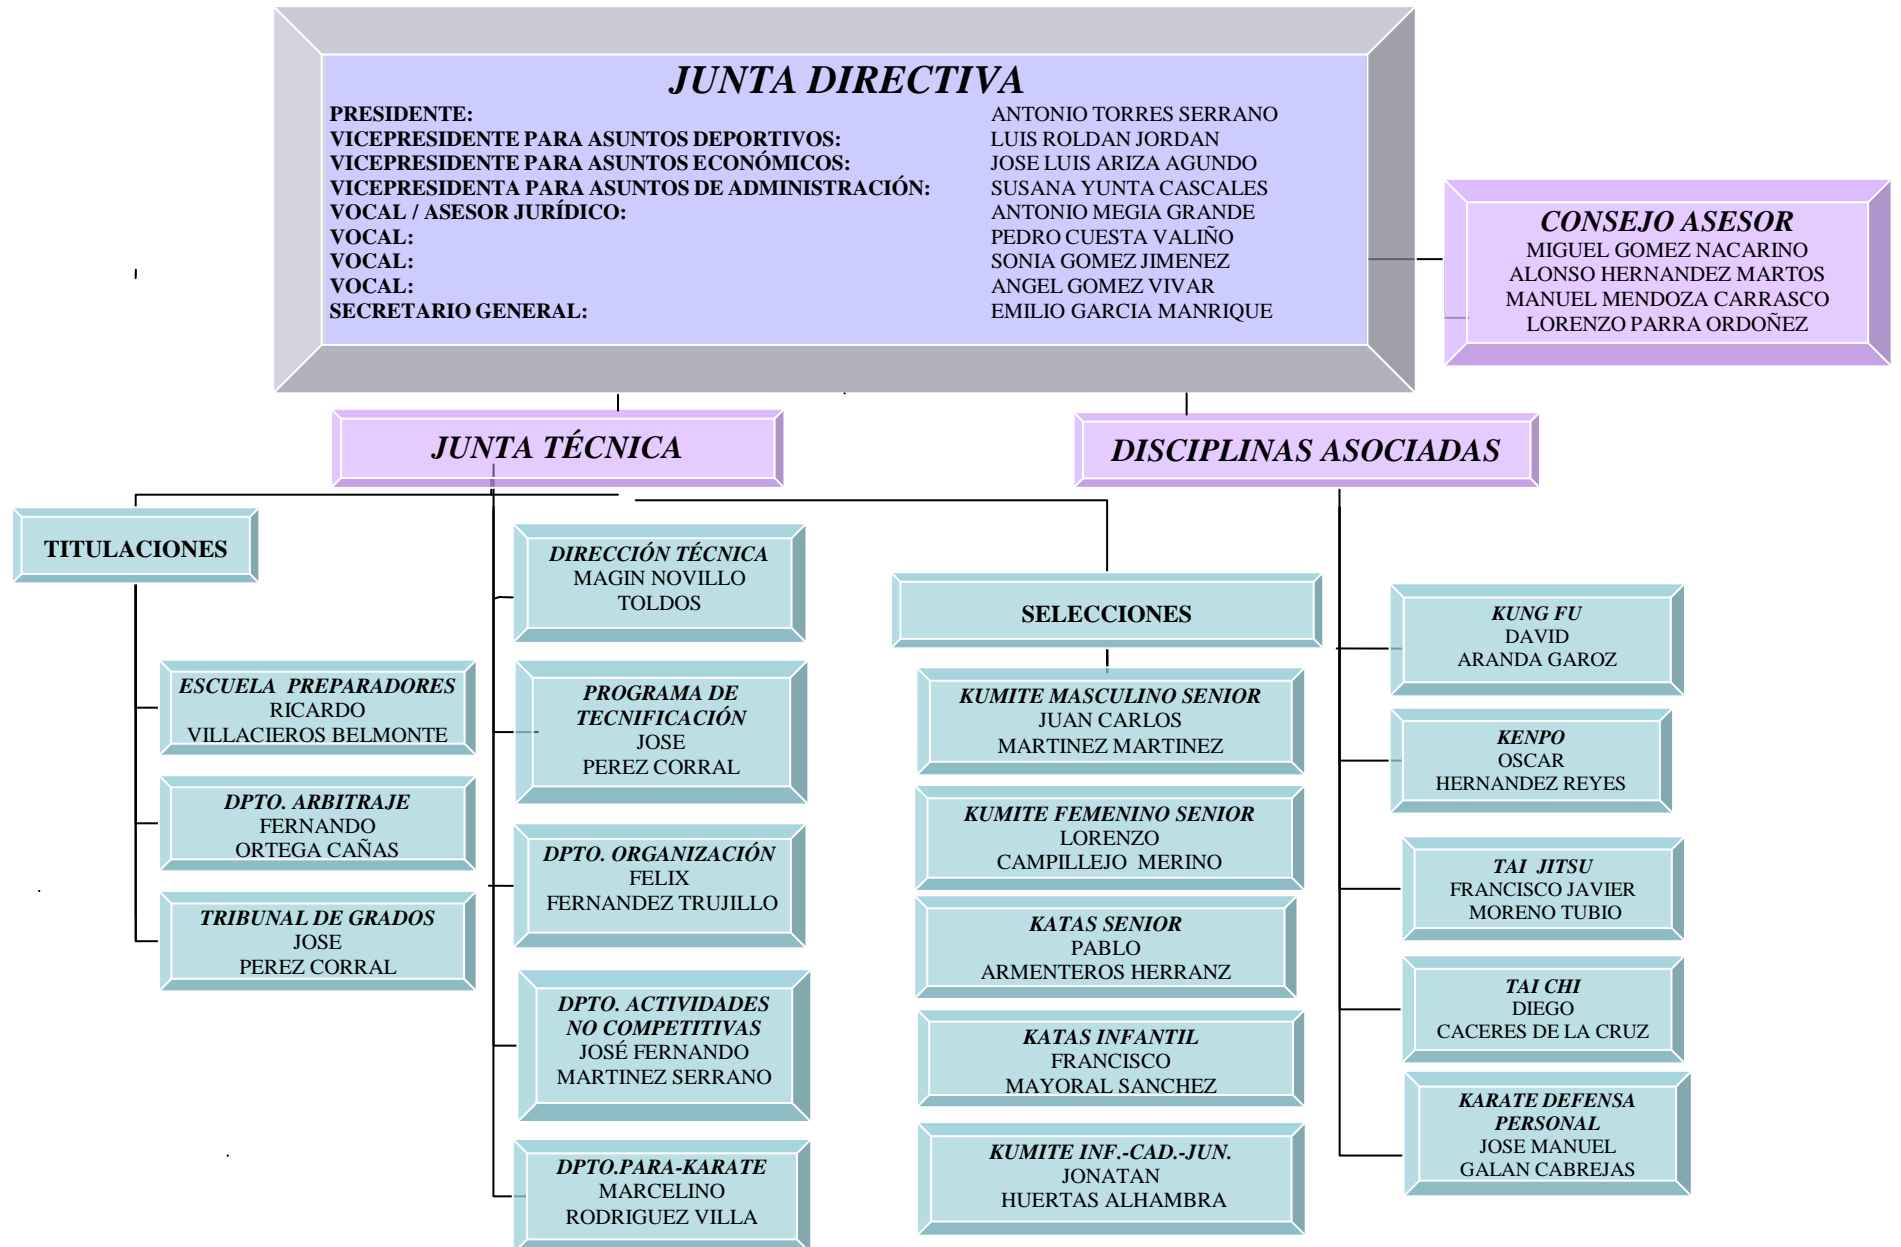 JUNTA DIRECTIVA
PRESIDENTE: ANTONIO TORRES SERRANO
VICEPRESIDENTE PARA ASUNTOS DEPORTIVOS: LUIS ROLDAN JORDAN
VICEPRESIDENTE PARA ASUNTOS ECONÓMICOS: JOSE LUIS ARIZA AGUNDO
VICEPRESIDENTA PARA ASUNTOS DE ADMINISTRACIÓN: SUSANA YUNTA CASCALES
VOCAL / ASESOR JURÍDICO: ANTONIO MEGIA GRANDE
VOCAL: PEDRO CUESTA VALIÑO
VOCAL: SONIA GOMEZ JIMENEZ
VOCAL: ANGEL GOMEZ VIVAR
SECRETARIO GENERAL: EMILIO GARCIA MANRIQUE
CONSEJO ASESOR
MIGUEL GOMEZ NACARINO
ALONSO HERNANDEZ MARTOS
MANUEL MENDOZA CARRASCO
LORENZO PARRA ORDOÑEZ
JUNTA TÉCNICA
DISCIPLINAS ASOCIADAS
TITULACIONES
ESCUELA PREPARADORES
RICARDO
VILLACIEROS BELMONTE
DPTO. ARBITRAJE
FERNANDO
ORTEGA CAÑAS
TRIBUNAL DE GRADOS
JOSE
PEREZ CORRAL
DIRECCIÓN TÉCNICA
MAGIN NOVILLO
TOLDOS
PROGRAMA DE
TECNIFICACIÓN
JOSE
PEREZ CORRAL
DPTO. ORGANIZACIÓN
FELIX
FERNANDEZ TRUJILLO
DPTO. ACTIVIDADES
NO COMPETITIVAS
JOSÉ FERNANDO
MARTINEZ SERRANO
DPTO.PARA-KARATE
MARCELINO
RODRIGUEZ VILLA
SELECCIONES
KUMITE MASCULINO SENIOR
JUAN CARLOS
MARTINEZ MARTINEZ
KUMITE FEMENINO SENIOR
LORENZO
CAMPILLEJO MERINO
KATAS SENIOR
PABLO
ARMENTEROS HERRANZ
KATAS INFANTIL
FRANCISCO
MAYORAL SANCHEZ
KUMITE INF.-CAD.-JUN.
JONATAN
HUERTAS ALHAMBRA
KUNG FU
DAVID
ARANDA GAROZ
KENPO
OSCAR
HERNANDEZ REYES
TAI JITSU
FRANCISCO JAVIER
MORENO TUBIO
TAI CHI
DIEGO
CACERES DE LA CRUZ
KARATE DEFENSA
PERSONAL
JOSE MANUEL
GALAN CABREJAS